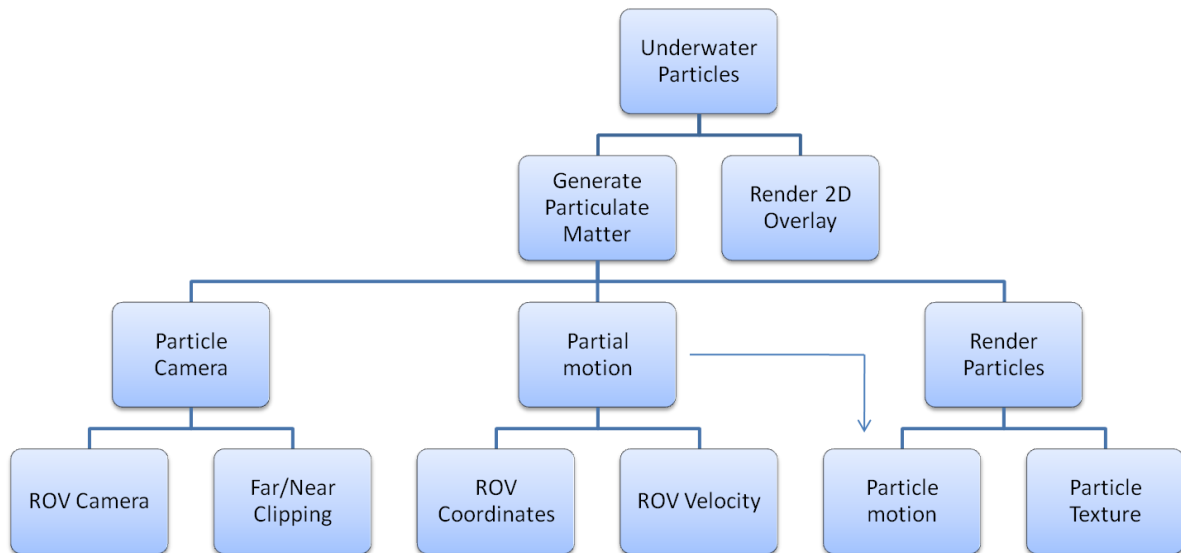 Underwater
Particles
Generate
Particulate
Matter
Render 2D
Overlay
Particle
Camera
Partial
motion
Render
Particles
ROV Camera
Far/Near
Clipping
ROV
Coordinates
ROV Velocity
Particle
motion
Particle
Texture